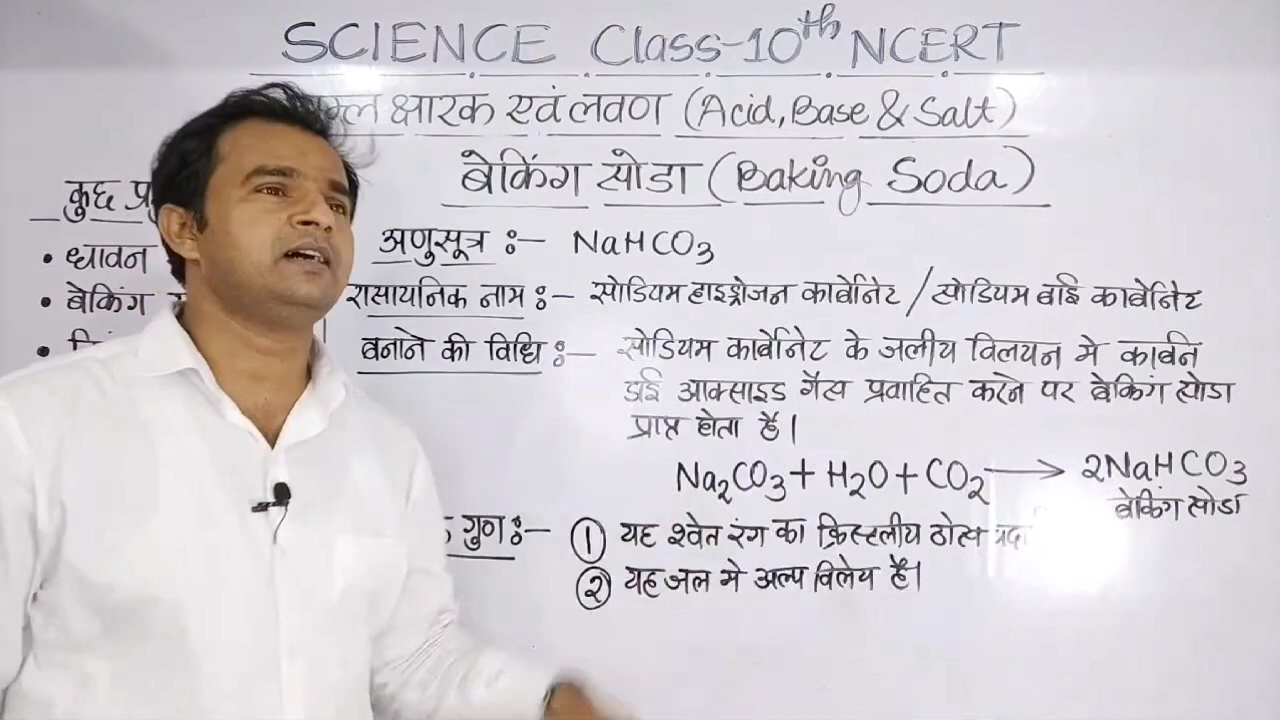 SCIENCE Class-10th NCERT
क्षारक एवं लवण (Acid, Base & Salt)
बेकिंग सोडा (Baking Soda)
कुछ
• धावन
• बेकिंग
अणुसूत्र :- NaHCO3
रासायनिक नाम :- सोडियम हाइड्रोजन कार्बोनेट / सोडियम बाई कार्बोनेट
बनाने की विधि :- सोडियम कार्बोनेट के जलीय विलयन मे कार्बन
डाई आक्साइड गैस प्रवाहित करने पर बेकिंग सोडा
प्राप्त होता है।
Na2CO3 + H2O + CO2 → 2NaHCO3
बेकिंग सोडा
गुण :- ① यह श्वेत रंग का क्रिस्टलीय ठोस
② यह जल मे अल्प विलेय है।